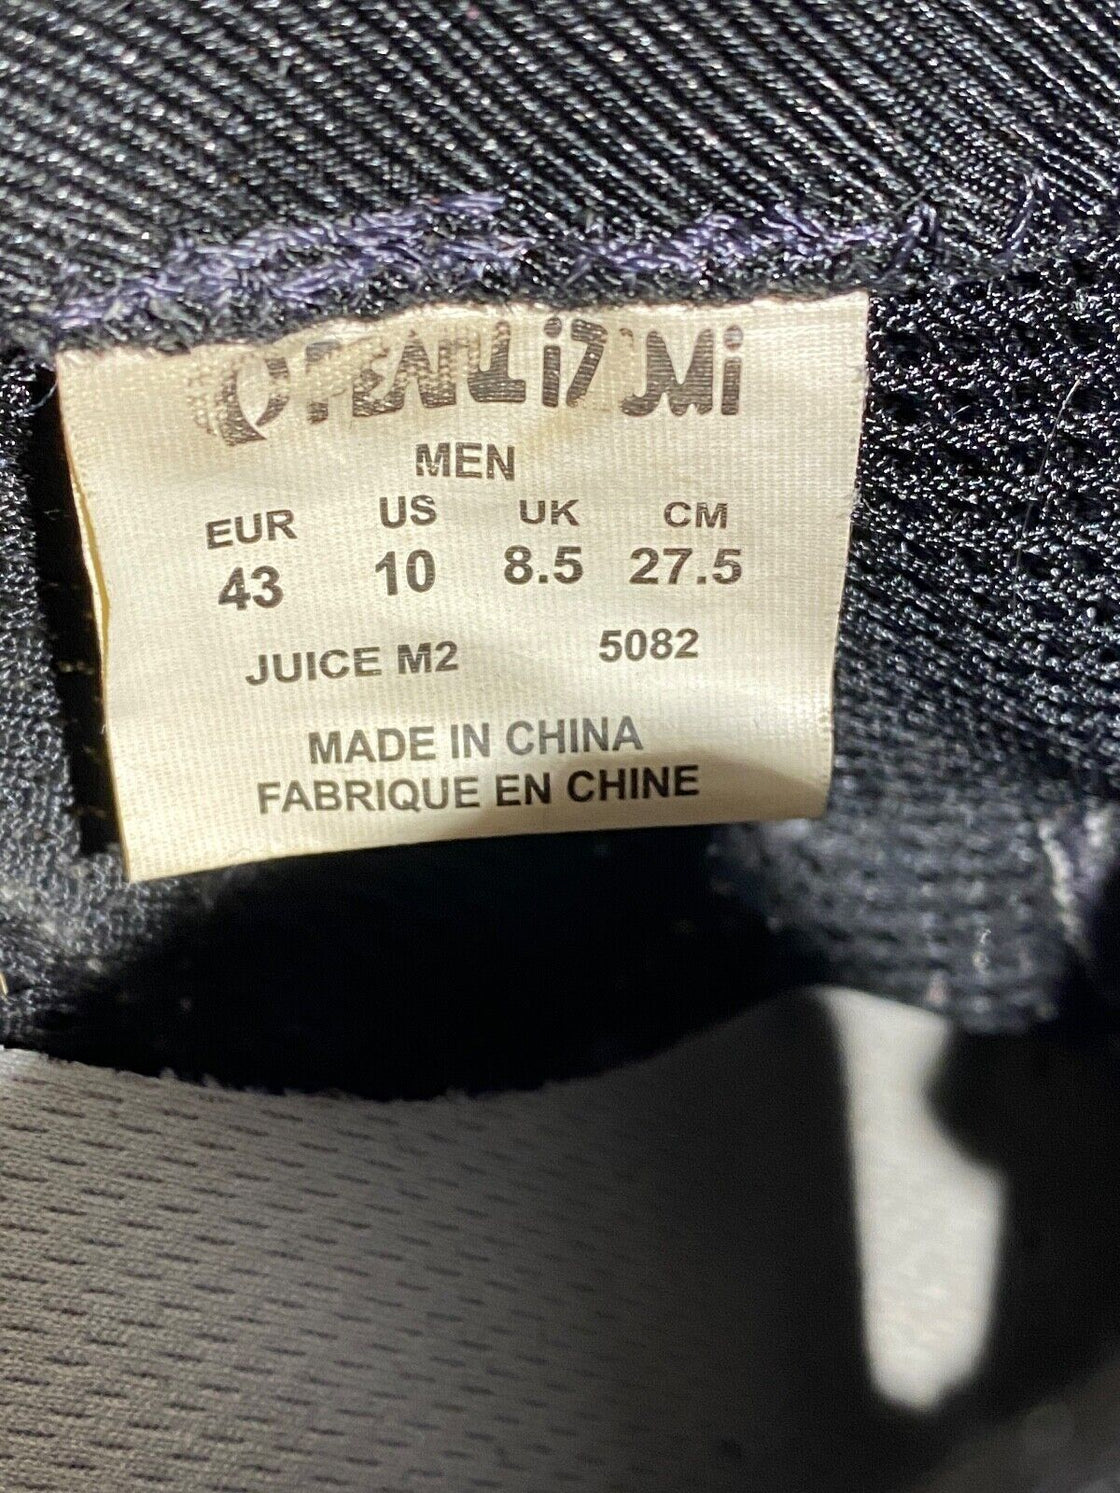 MEN
EUR US UK CM
43 10 8.5 27.5
JUICE M2 5082
MADE IN CHINA
FABRIQUE EN CHINE